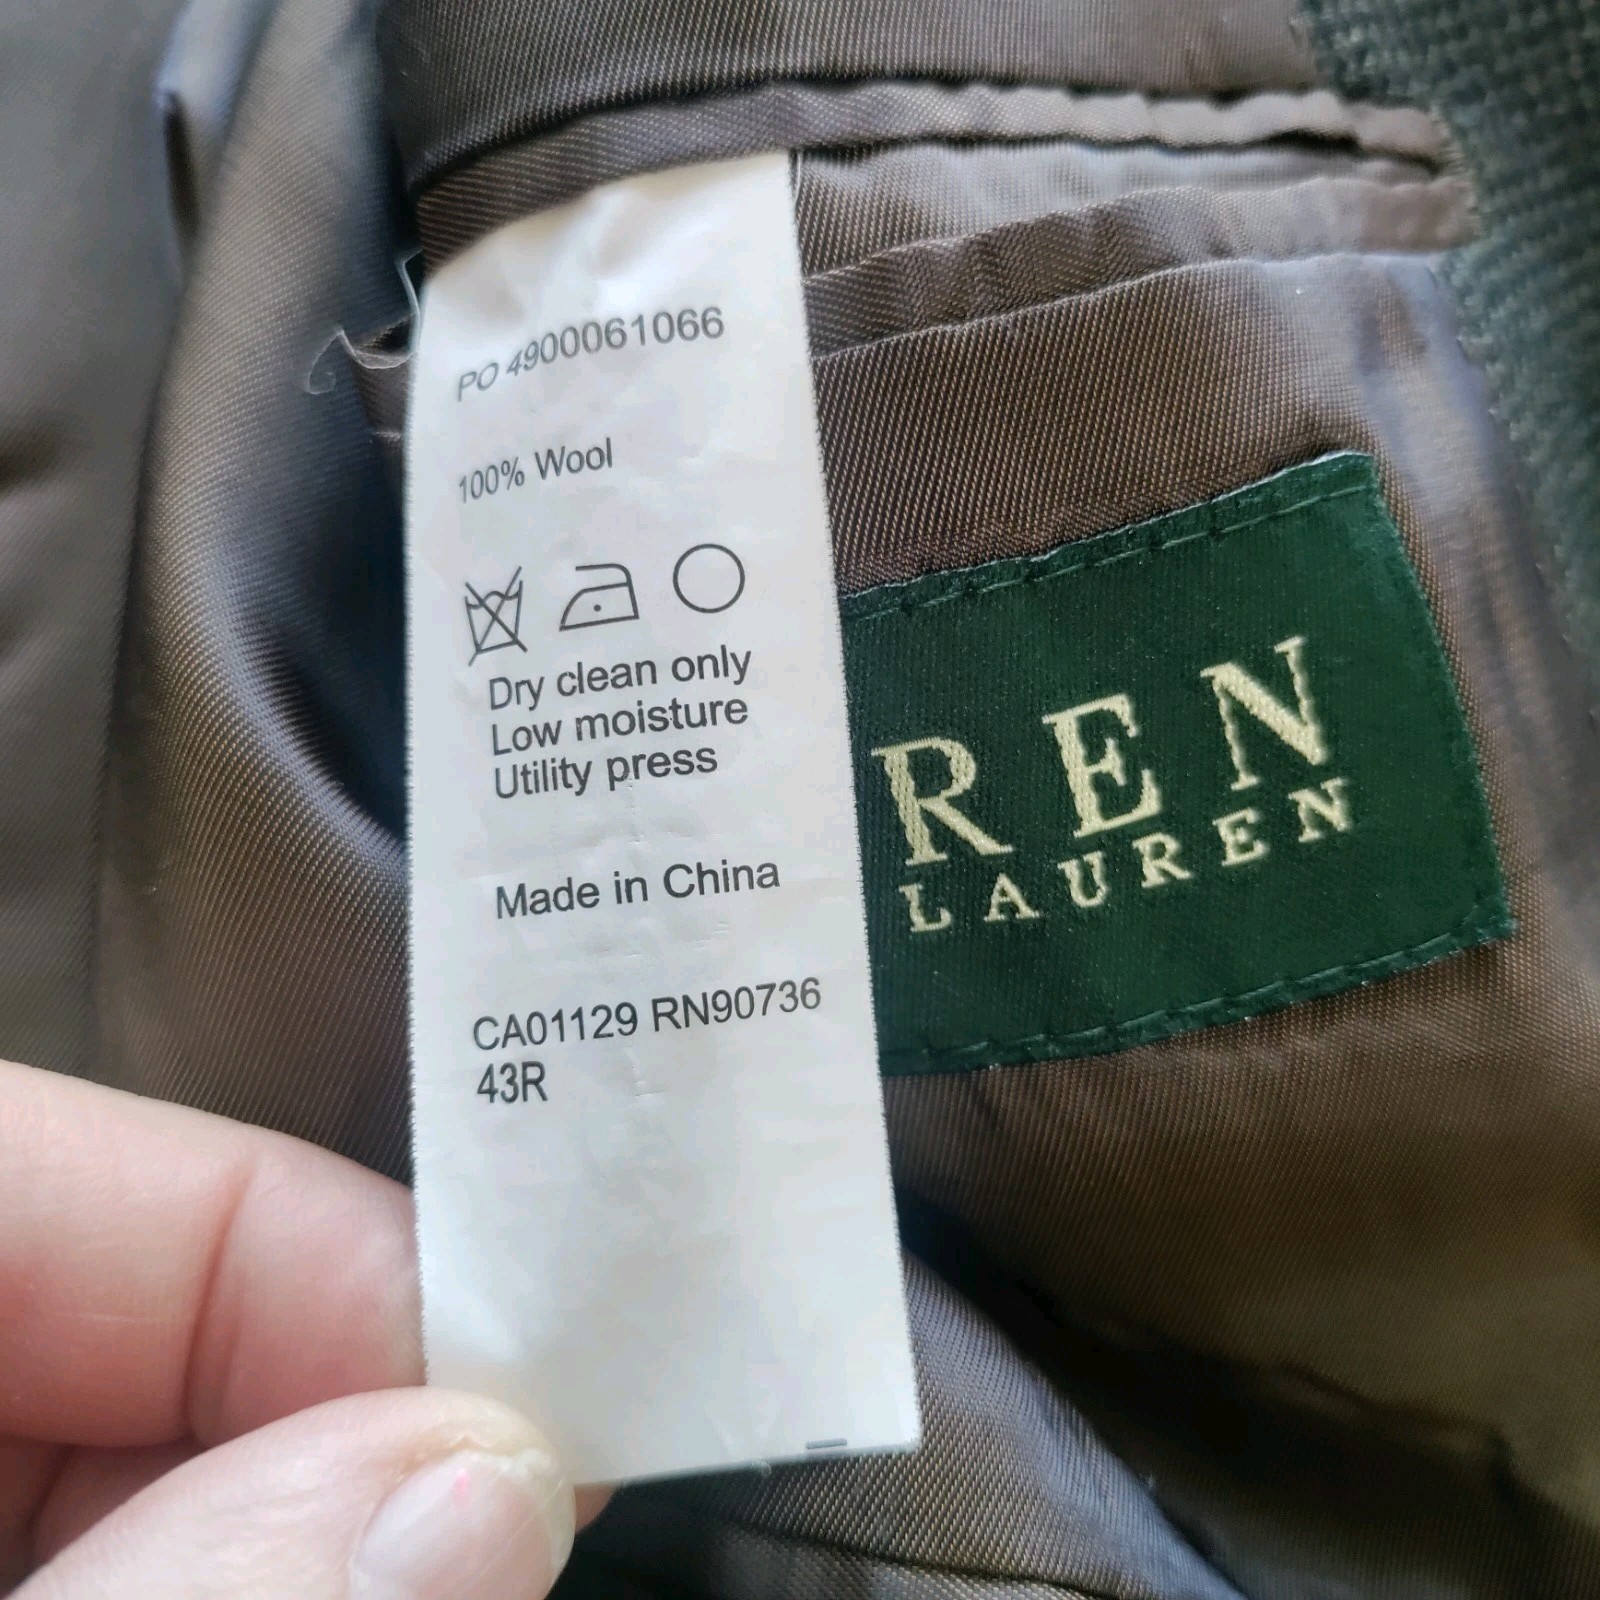 PO 4900061066
100% Wool
Dry clean only
Low moisture
Utility press
Made in China
CA01129 RN90736
43R
REN
LAUREN